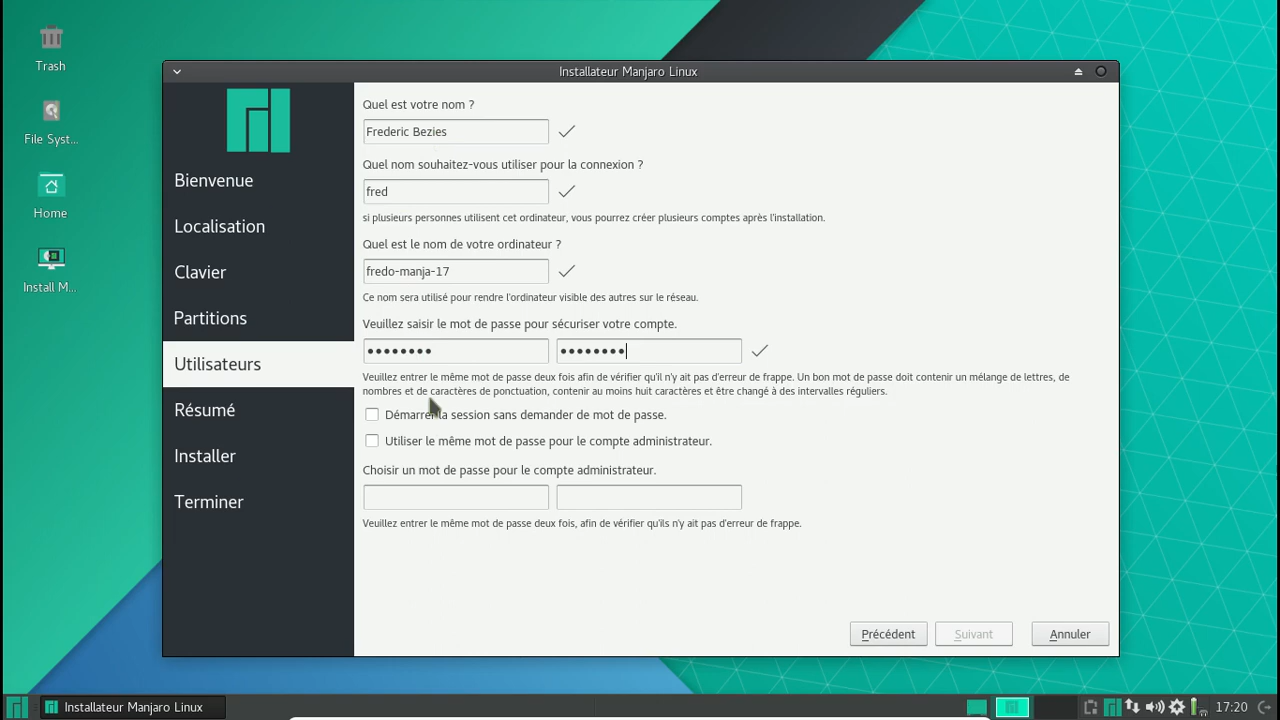 Trash
File Syst...
Home
Install M...
Installateur Manjaro Linux
Bienvenue
Localisation
Clavier
Partitions
Utilisateurs
Résumé
Installer
Terminer
Quel est votre nom ?
Frederic Bezies
Quel nom souhaitez-vous utiliser pour la connexion ?
fred
si plusieurs personnes utilisent cet ordinateur, vous pourrez créer plusieurs comptes après l'installation.
Quel est le nom de votre ordinateur ?
fredo-manja-17
Ce nom sera utilisé pour rendre l'ordinateur visible des autres sur le réseau.
Veuillez saisir le mot de passe pour sécuriser votre compte.
●●●●●●●● ●●●●●●●●
Veuillez entrer le même mot de passe deux fois afin de vérifier qu'il n'y ait pas d'erreur de frappe. Un bon mot de passe doit contenir un mélange de lettres, de
nombres et de caractères de ponctuation, contenir au moins huit caractères et être changé à des intervalles réguliers.
Démarrer la session sans demander de mot de passe.
Utiliser le même mot de passe pour le compte administrateur.
Choisir un mot de passe pour le compte administrateur.
Veuillez entrer le même mot de passe deux fois, afin de vérifier qu'ils n'y ait pas d'erreur de frappe.
Précédent Suivant Annuler
Installateur Manjaro Linux
17:20